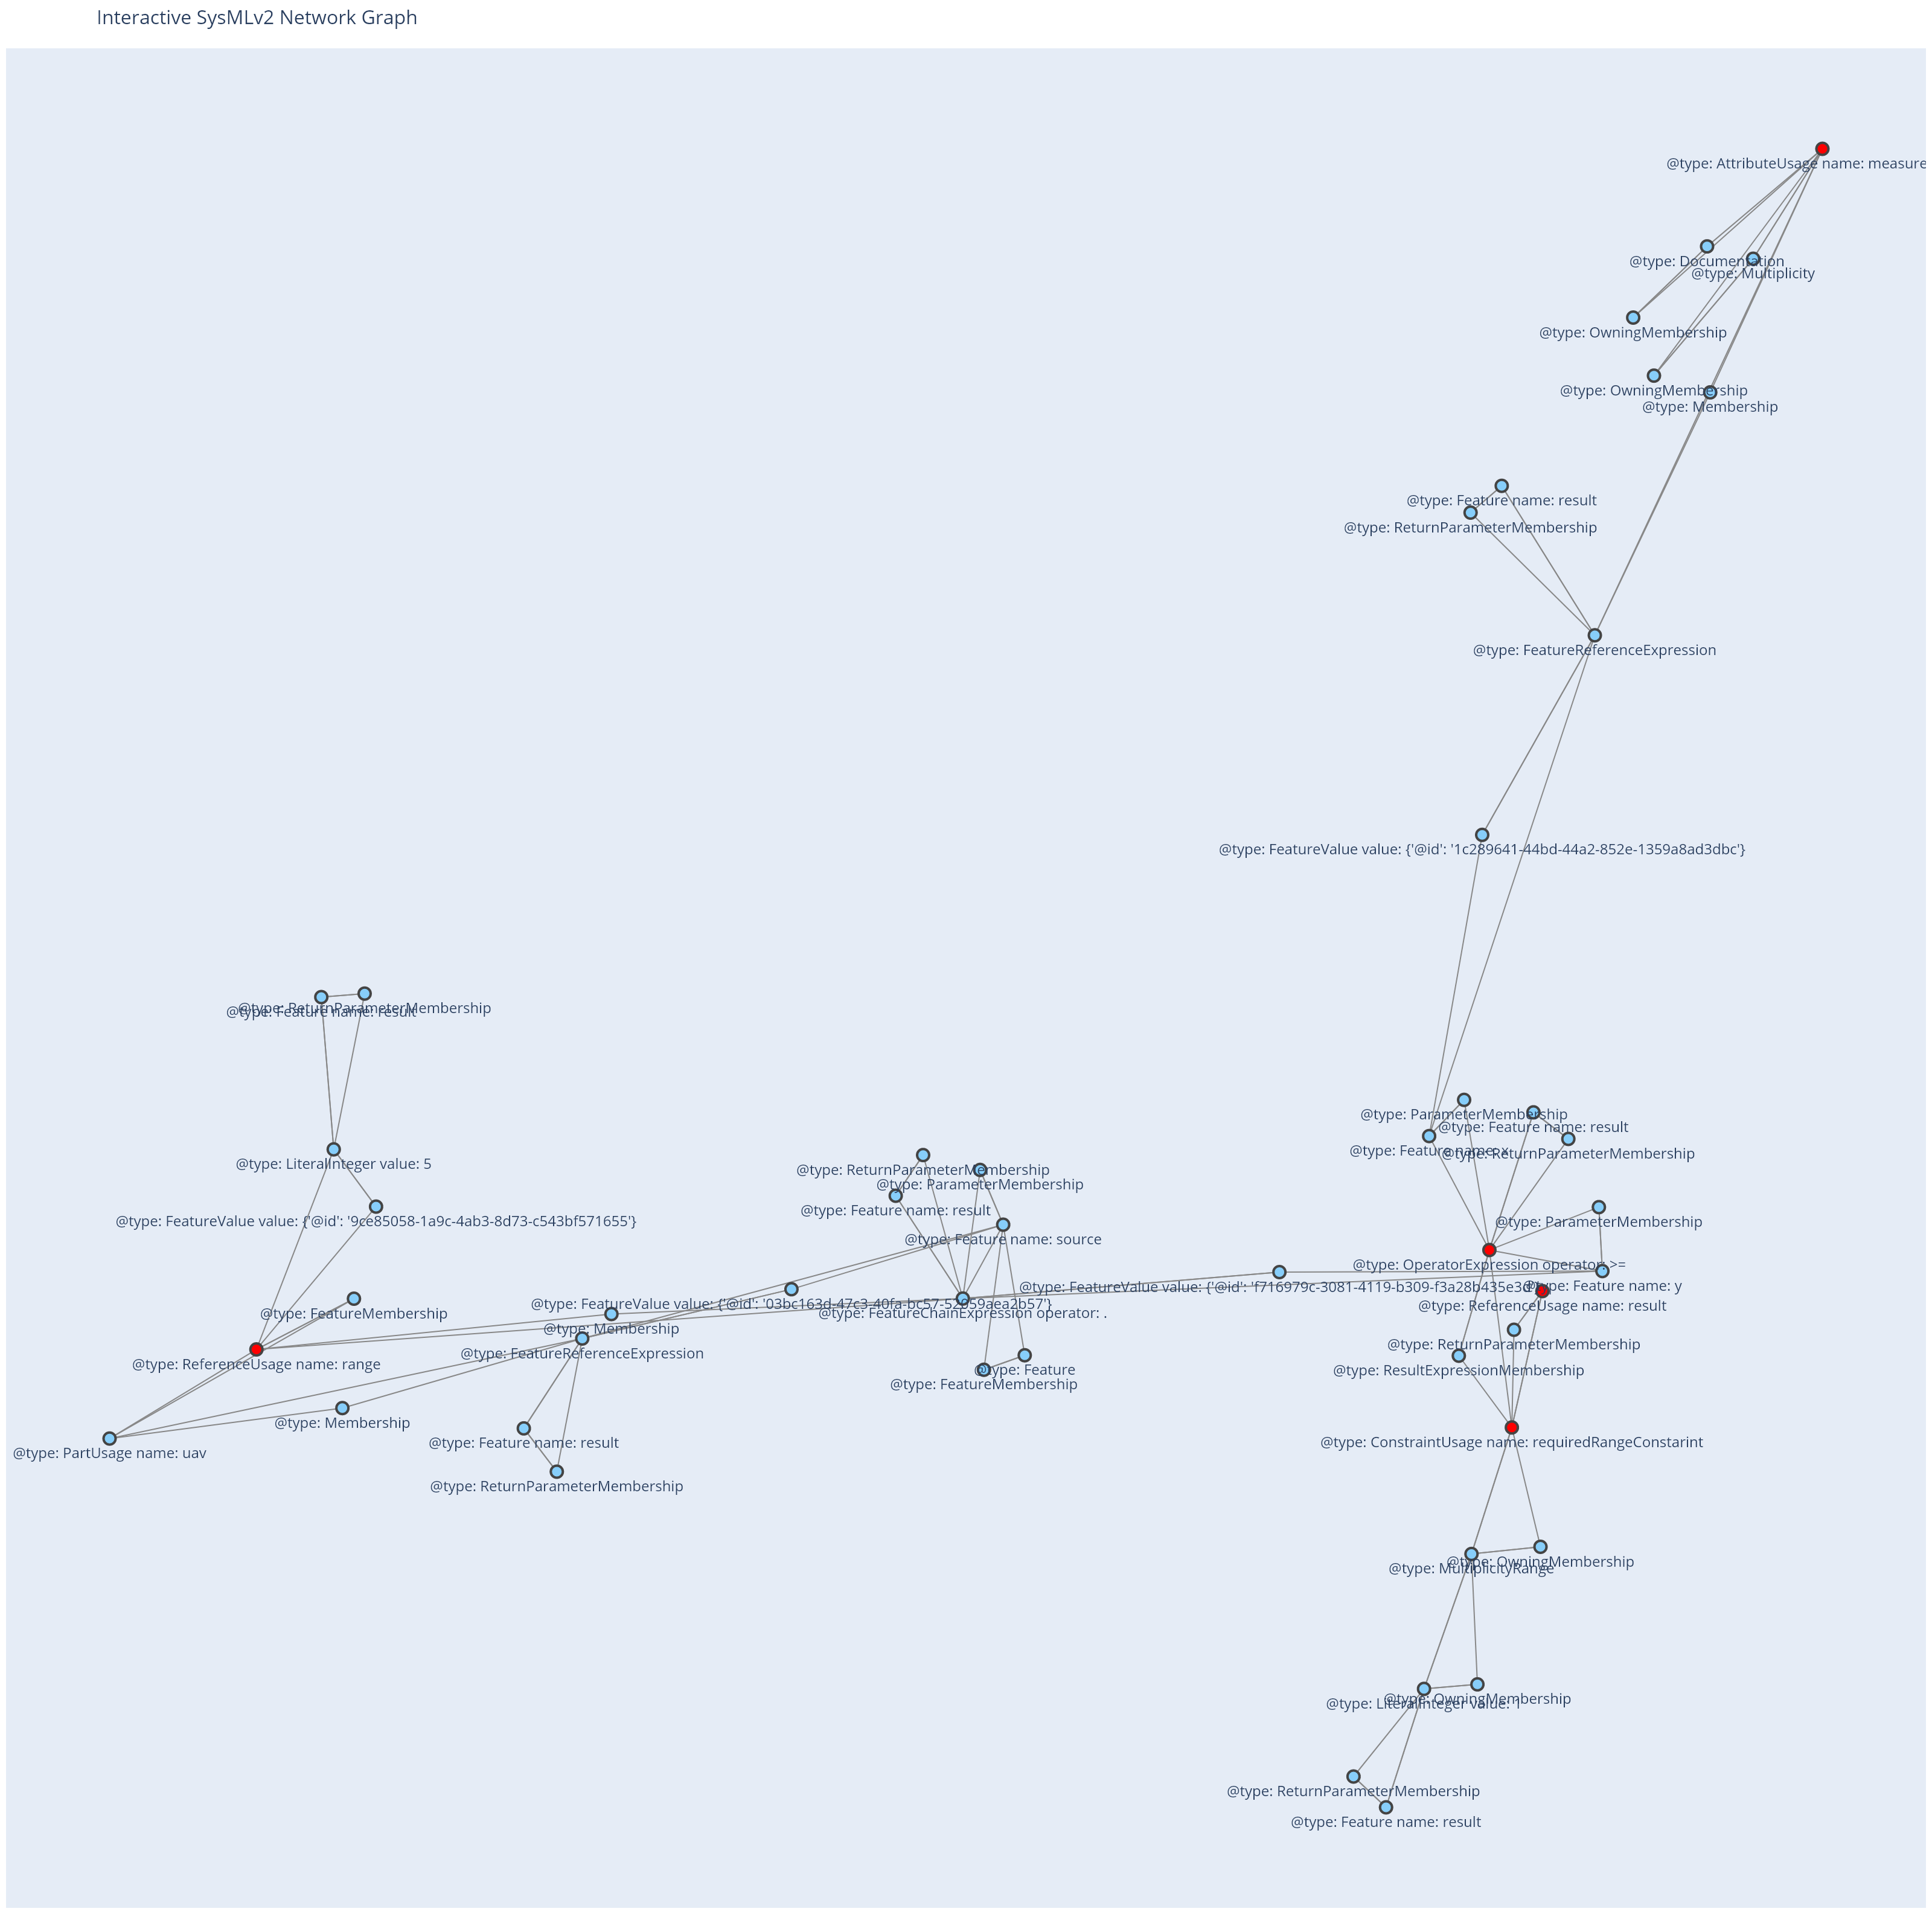 Interactive SysMLv2 Network Graph
@type: AttributeUsage name: measure
@type: Documentation
@type: Multiplicity
@type: OwningMembership
@type: OwningMembership
@type: Membership
@type: Feature name: result
@type: ReturnParameterMembership
@type: FeatureReferenceExpression
@type: FeatureValue value: {'@id': '1c289641-44bd-44a2-852e-1359a8ad3dbc'}
@type: ReturnParameterMembership
@type: Feature name: result
@type: ParameterMembership
@type: Feature name: result
@type: Feature name: x
@type: ReturnParameterMembership
@type: LiteralInteger value: 5
@type: ReturnParameterMembership
@type: ParameterMembership
@type: Feature name: result
@type: FeatureValue value: {'@id': '9ce85058-1a9c-4ab3-8d73-c543bf571655'}
@type: ParameterMembership
@type: Feature name: source
@type: OperatorExpression operator: >=
@type: FeatureValue value: {'@id': 'f716979c-3081-4119-b309-f3a28b435e3d'}
@type: Feature name: y
@type: FeatureValue value: {'@id': '03bc163d-47c3-40fa-bc57-52959aea2b57'}
@type: ReferenceUsage name: result
@type: FeatureMembership
@type: FeatureChainExpression operator: .
@type: Membership
@type: ReturnParameterMembership
@type: FeatureReferenceExpression
@type: ReferenceUsage name: range
@type: Feature
@type: ResultExpressionMembership
@type: FeatureMembership
@type: Membership
@type: Feature name: result
@type: ConstraintUsage name: requiredRangeConstarint
@type: PartUsage name: uav
@type: ReturnParameterMembership
@type: OwningMembership
@type: MultiplicityRange
@type: OwningMembership
@type: LiteralInteger value: 1
@type: ReturnParameterMembership
@type: Feature name: result